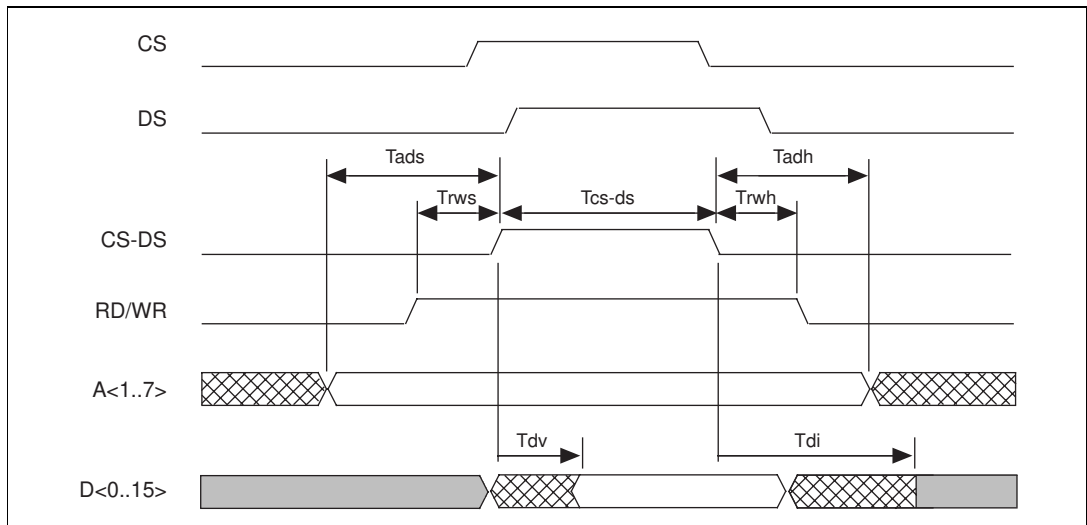 CS
DS
Tads
Tadh
Trws
Tcs-ds
Trwh
CS-DS
RD/WR
A<1..7>
Tdv
Tdi
D<0..15>